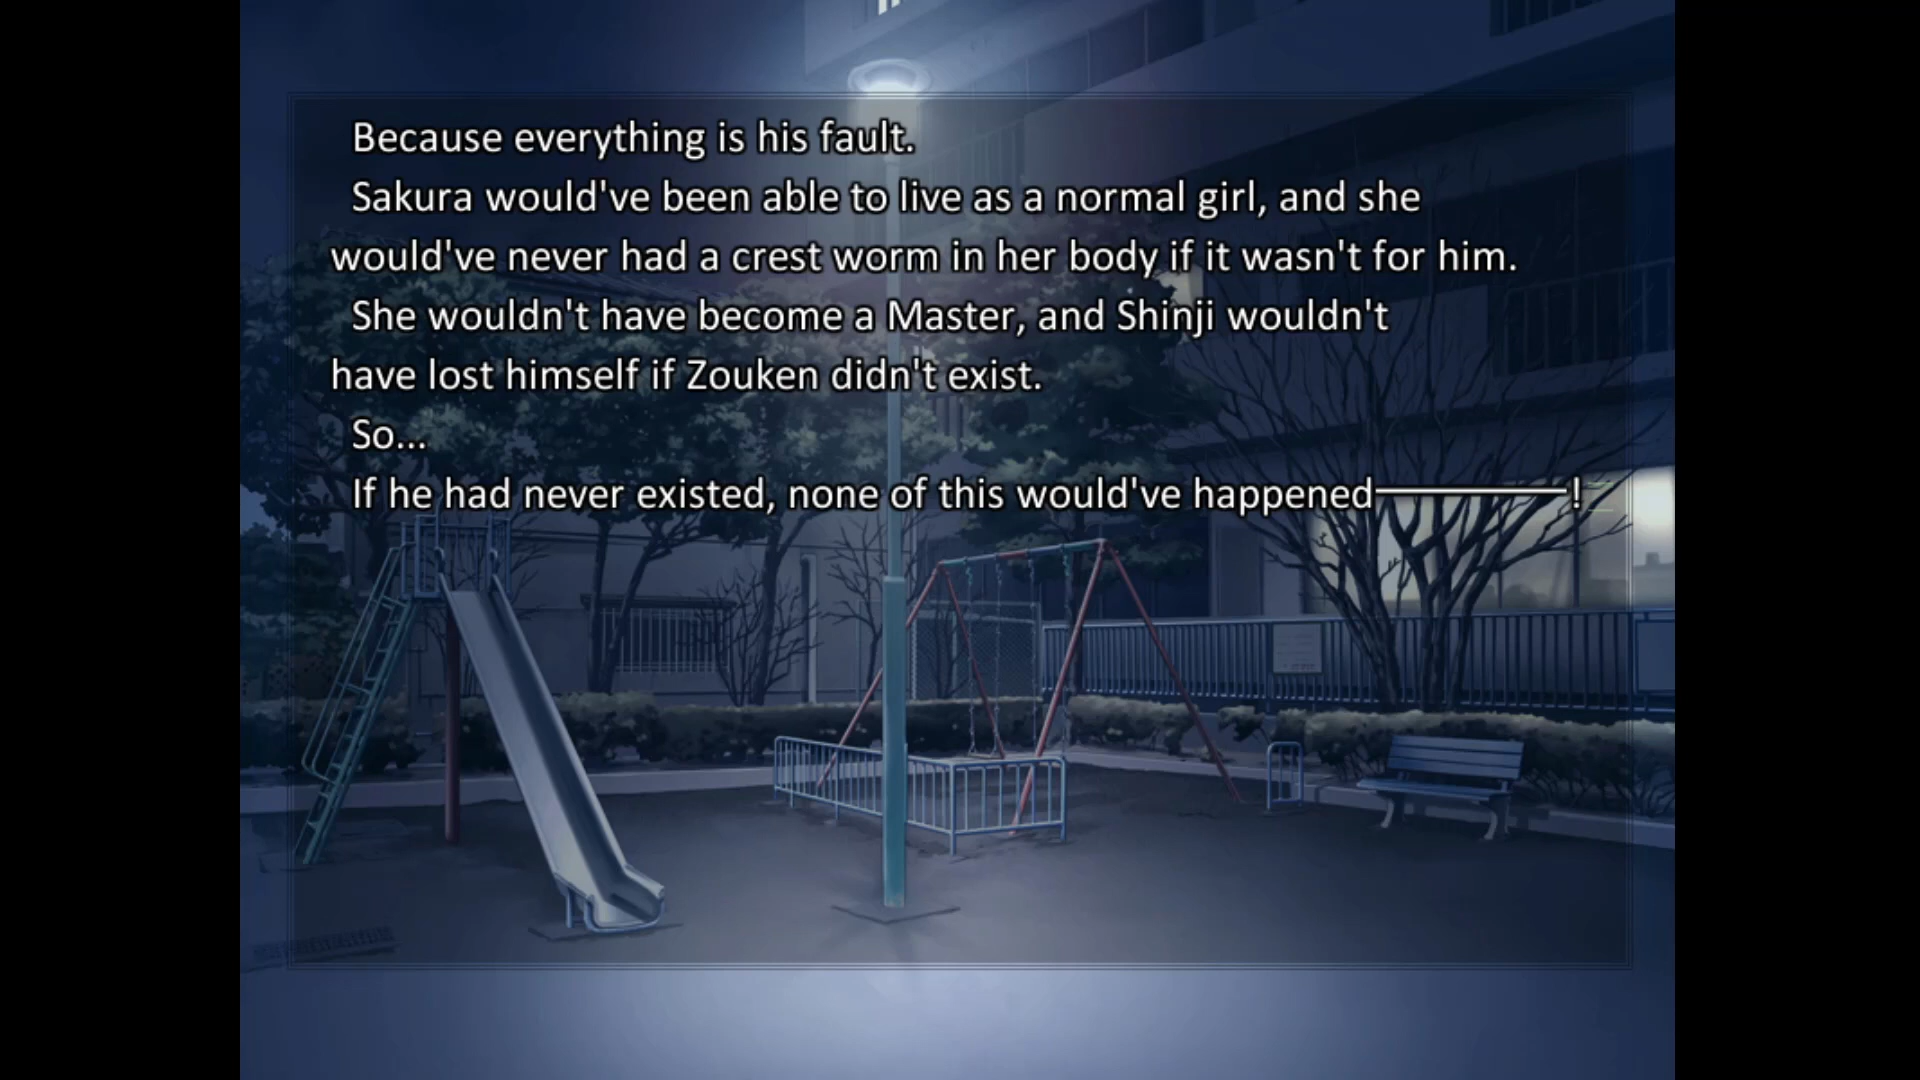 Because everything is his fault.
Sakura would've been able to live as a normal girl, and she
would've never had a crest worm in her body if it wasn't for him.
She wouldn't have become a Master, and Shinji wouldn't
have lost himself if Zouken didn't exist.
So...
If he had never existed, none of this would've happened―――――!